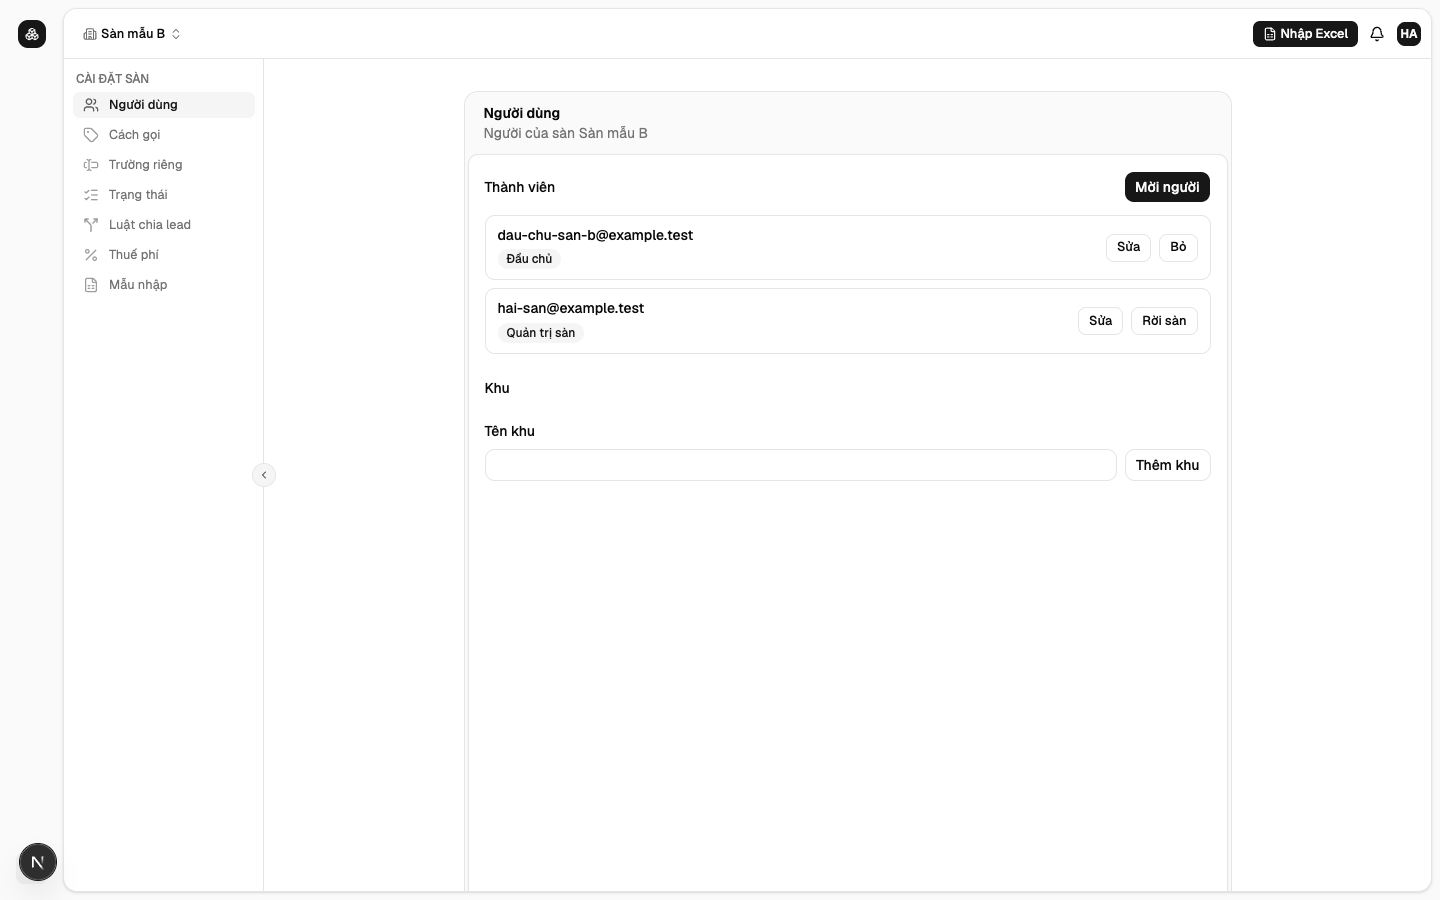 Sàn mẫu B
Nhập Excel
HA
CÀI ĐẶT SÀN
Người dùng
Cách gọi
Trường riêng
Trạng thái
Luật chia lead
Thuế phí
Mẫu nhập
Người dùng
Người của sàn Sàn mẫu B
Thành viên
Mời người
dau-chu-san-b@example.test
Đầu chủ
Sửa
Bỏ
hai-san@example.test
Quản trị sàn
Sửa
Rời sàn
Khu
Tên khu
Thêm khu
N